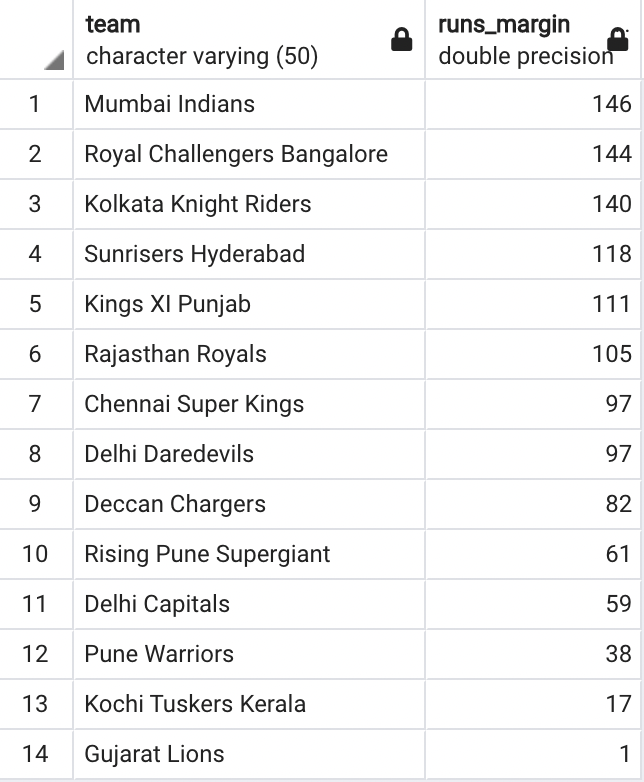 team runs_margin
character varying (50) double precision
1 Mumbai Indians 146
2 Royal Challengers Bangalore 144
3 Kolkata Knight Riders 140
4 Sunrisers Hyderabad 118
5 Kings XI Punjab 111
6 Rajasthan Royals 105
7 Chennai Super Kings 97
8 Delhi Daredevils 97
9 Deccan Chargers 82
10 Rising Pune Supergiant 61
11 Delhi Capitals 59
12 Pune Warriors 38
13 Kochi Tuskers Kerala 17
14 Gujarat Lions 1